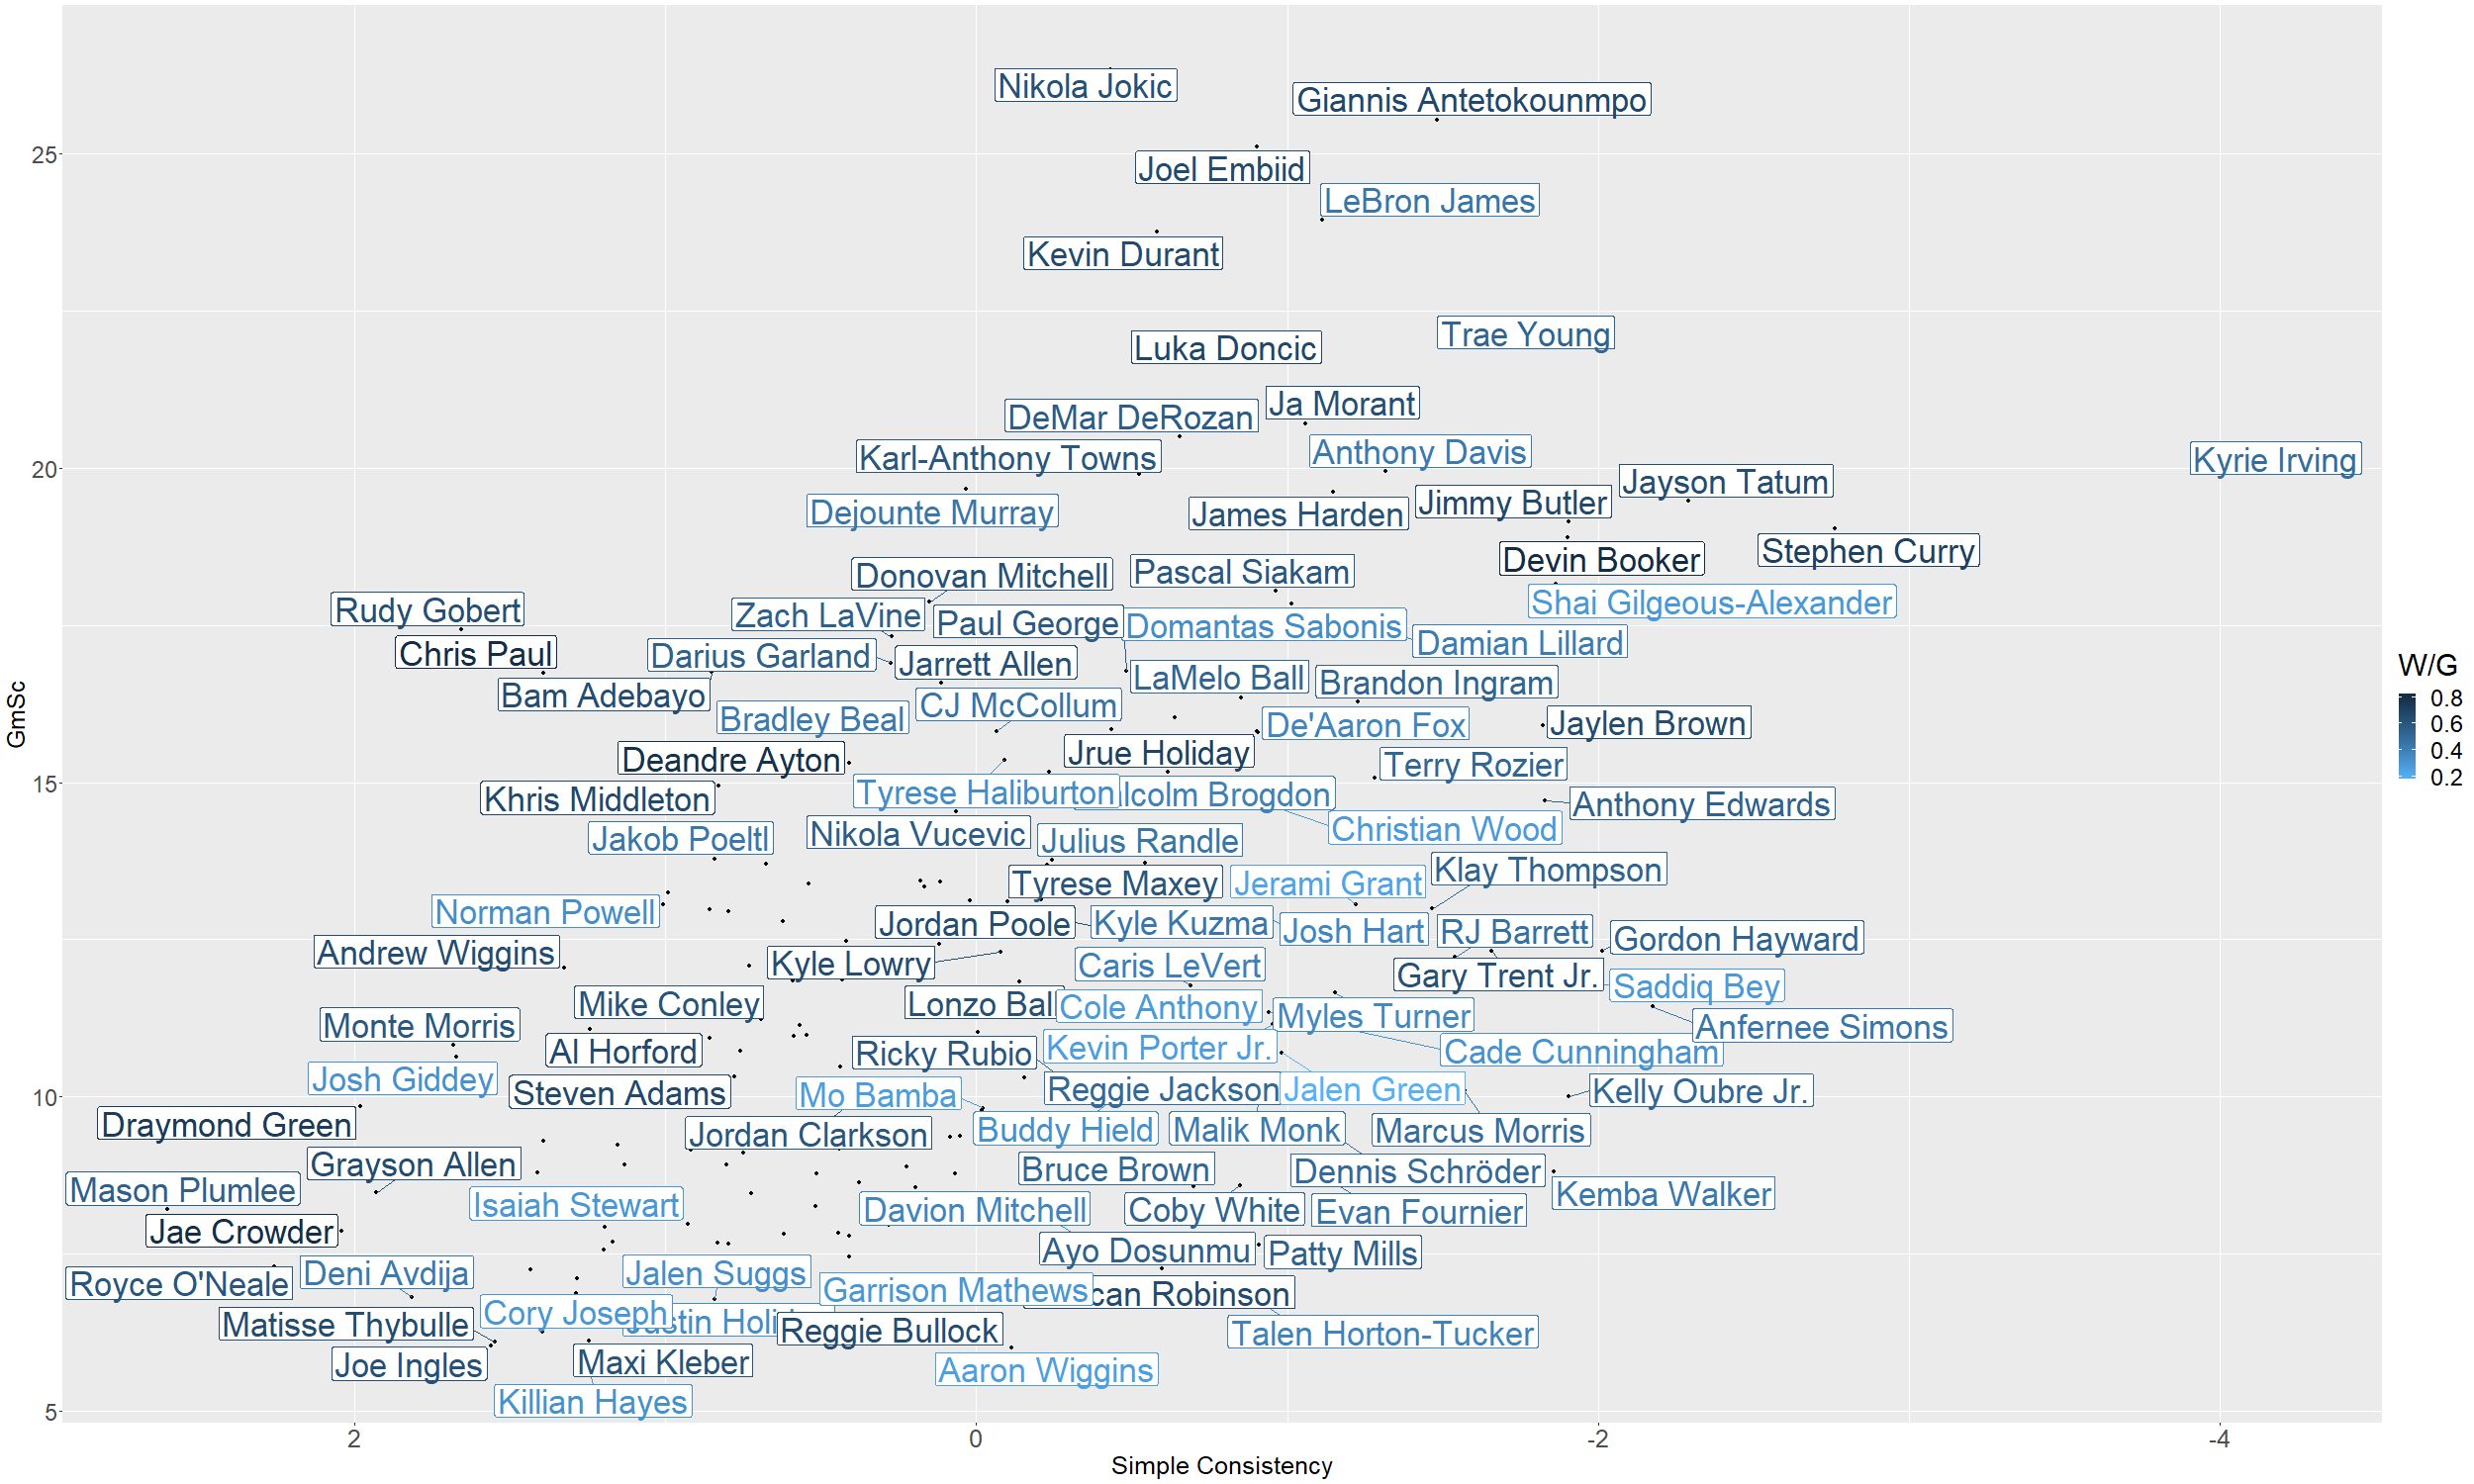 Nikola Jokic
Giannis Antetokounmpo
25
Joel Embiid
LeBron James
Kevin Durant
Trae Young
Luka Doncic
Ja Morant
DeMar DeRozan
Anthony Davis
Karl-Anthony Towns
Kyrie Irving
20
Jayson Tatum
Jimmy Butler
Dejounte Murray
James Harden
Stephen Curry
Devin Booker
Pascal Siakam
Donovan Mitchell
Shai Gilgeous-Alexander
Rudy Gobert
Zach LaVine
Paul George
Domantas Sabonis
Damian Lillard
Chris Paul
Darius Garland
Jarrett Allen
W/G
LaMelo Ball
Brandon Ingram
Bam Adebayo
0.8
CJ McCollum
GmSc
Bradley Beal
De'Aaron Fox
Jaylen Brown
0.6
Jrue Holiday
0.4
Deandre Ayton
Terry Rozier
0.2
15
Tyrese Haliburton
lcolm Brogdon
Khris Middleton
Anthony Edwards
Christian Wood
Nikola Vucevic
Jakob Poeltl
Julius Randle
Klay Thompson
Tyrese Maxey
Jerami Grant
Norman Powell
Jordan Poole
Kyle Kuzma
Josh Hart
RJ Barrett
Gordon Hayward
Andrew Wiggins
Kyle Lowry
Caris LeVert
Gary Trent Jr.
Saddiq Bey
Mike Conley
Lonzo Bal
Cole Anthony
Myles Turner
Monte Morris
Anfernee Simons
Al Horford
Ricky Rubio
Kevin Porter Jr.
Cade Cunningham
Josh Giddey
Steven Adams
Mo Bamba
Reggie Jackson
Jalen Green
Kelly Oubre Jr.
10
Draymond Green
Jordan Clarkson
Buddy Hield
Malik Monk
Marcus Morris
Grayson Allen
Bruce Brown
Dennis Schröder
Mason Plumlee
Isaiah Stewart
Kemba Walker
Davion Mitchell
Coby White
Evan Fournier
Jae Crowder
Ayo Dosunmu
Patty Mills
Royce O'Neale
Deni Avdija
Jalen Suggs
Garrison Mathews
can Robinson
Matisse Thybulle
Cory Joseph
Justin Holi
Reggie Bullock
Talen Horton-Tucker
Joe Ingles
Maxi Kleber
Aaron Wiggins
Killian Hayes
5
2
0
-2
-4
Simple Consistency